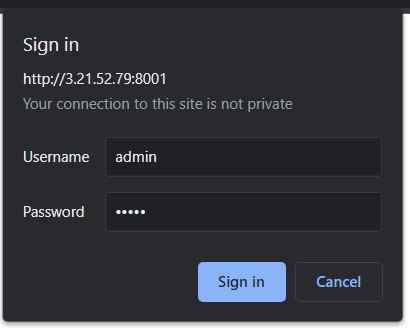 Sign in
http://3.21.52.79:8001
Your connection to this site is not private
Username admin
Password •••••
Sign in Cancel